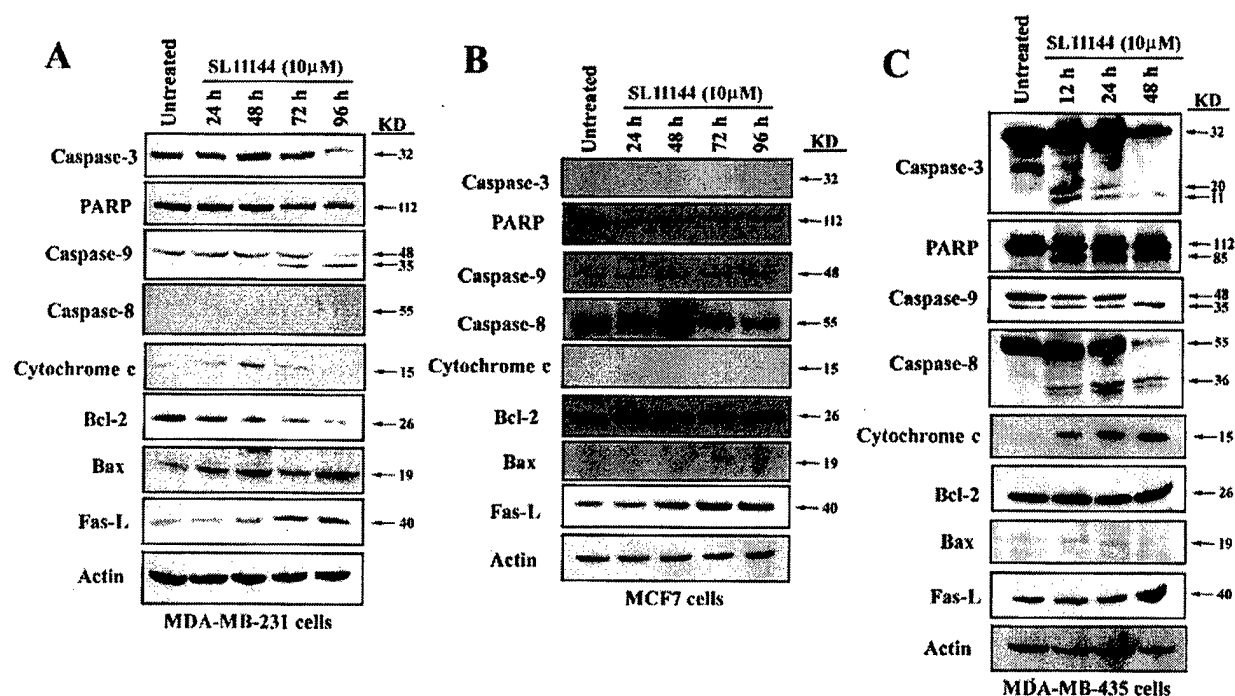 A
Untreated
SL11144 (10µM)
24 h
48 h
72 h
96 h
KD
Caspase-3
32
PARP
112
Caspase-9
48
35
Caspase-8
55
Cytochrome c
15
Bcl-2
26
Bax
19
Fas-L
40
Actin
MDA-MB-231 cells
B
Untreated
SL11144 (10µM)
24 h
48 h
72 h
96 h
KD
Caspase-3
32
PARP
112
Caspase-9
48
Caspase-8
55
Cytochrome c
15
Bcl-2
26
Bax
19
Fas-L
40
Actin
MCF7 cells
C
Untreated
SL11144 (10µM)
12 h
24 h
48 h
KD
Caspase-3
32
20
11
PARP
112
85
Caspase-9
48
35
Caspase-8
55
36
Cytochrome c
15
Bcl-2
26
Bax
19
Fas-L
40
Actin
MDA-MB-435 cells